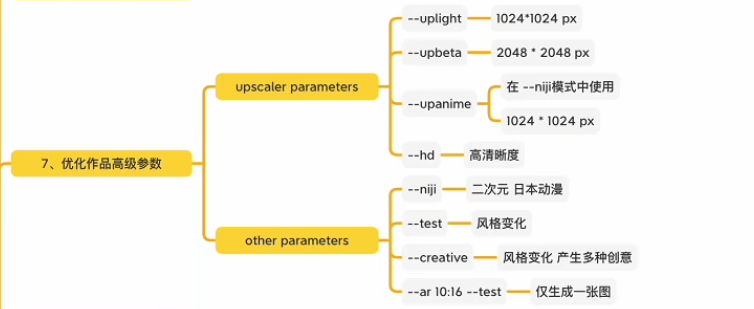 7、优化作品高级参数
upscaler parameters
--uplight
1024*1024 px
--upbeta
2048 * 2048 px
--upanime
在 --niji模式中使用
1024 * 1024 px
--hd
高清晰度
other parameters
--niji
二次元 日本动漫
--test
风格变化
--creative
风格变化 产生多种创意
--ar 10:16 --test
仅生成一张图